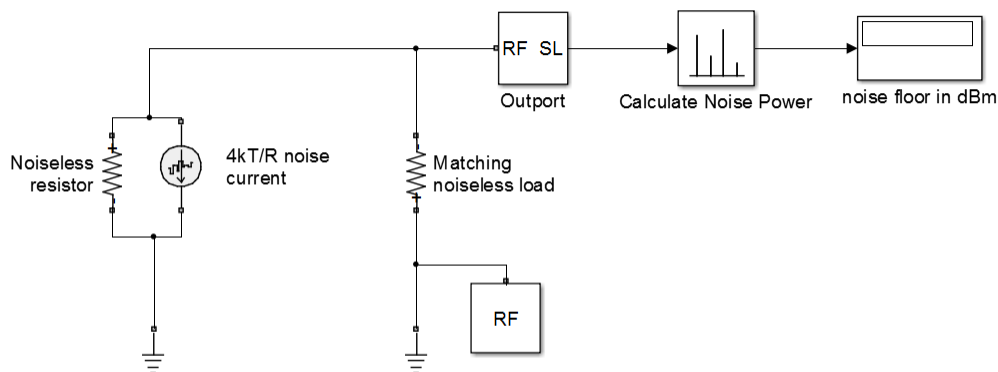 RF SL
Outport
Calculate Noise Power
noise floor in dBm
Noiseless
resistor
4kT/R noise
current
Matching
noiseless load
RF